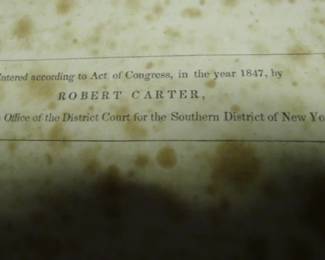 Entered according to Act of Congress, in the year 1847, by
ROBERT CARTER,
Office of the District Court for the Southern District of New Yo